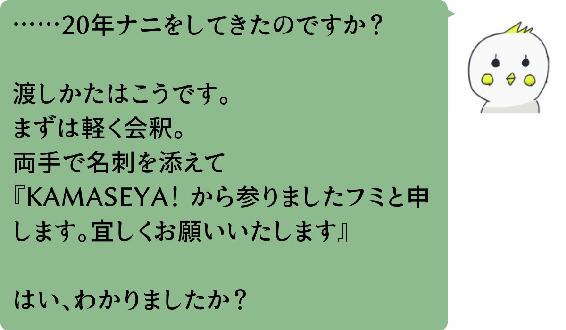 ……20年ナニをしてきたのですか？
渡しかたはこうです。
まずは軽く会釈。
両手で名刺を添えて
『KAMASEYA! から参りましたフミと申
します。宜しくお願いいたします』
はい、わかりましたか？